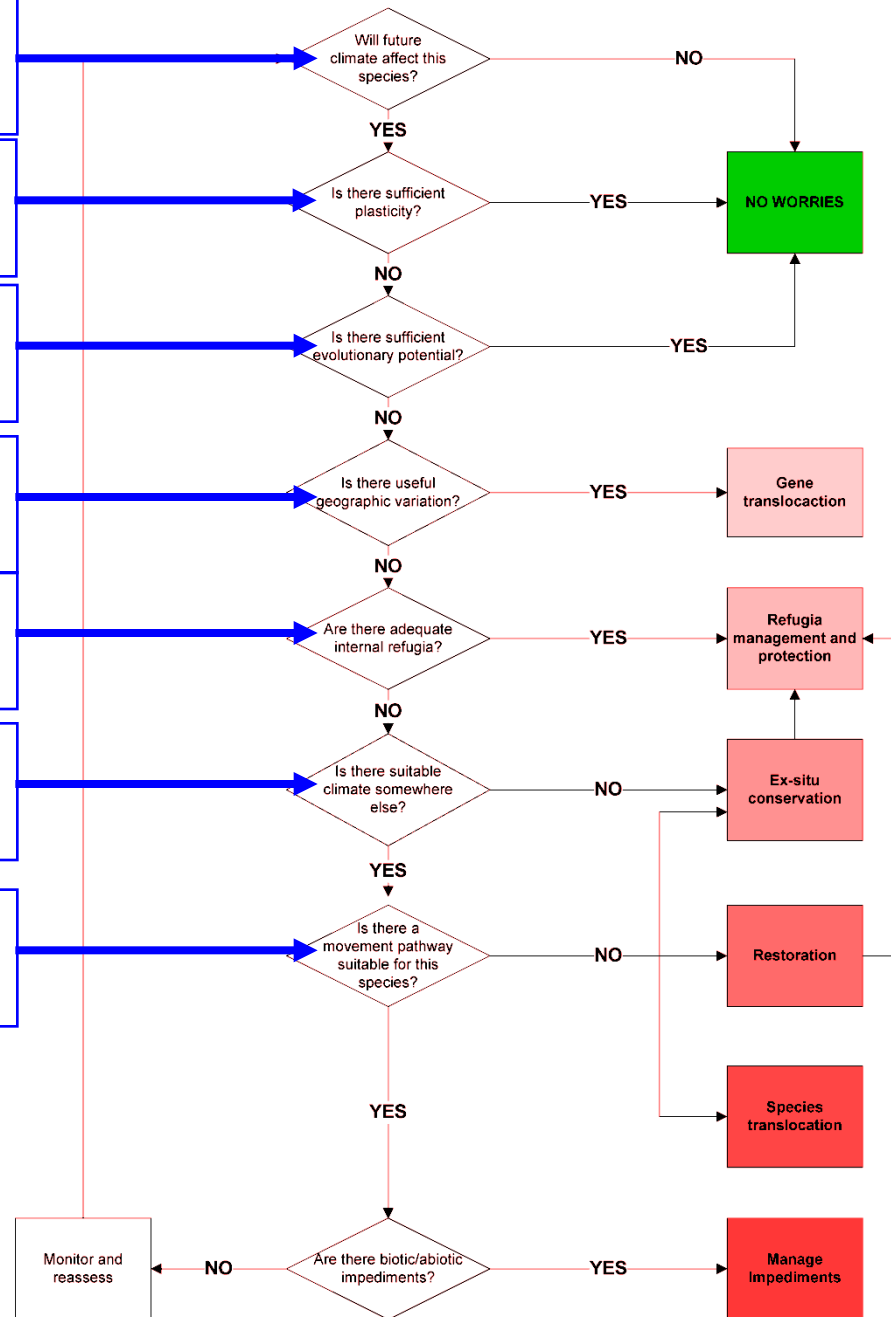 Will future
climate affect this
species?
NO
YES
Is there sufficient
plasticity?
YES
NO WORRIES
NO
Is there sufficient
evolutionary potential?
YES
NO
Is there useful
geographic variation?
YES
Gene
translocaction
NO
Are there adequate
internal refugia?
YES
Refugia
management and
protection
NO
Is there suitable
climate somewhere
else?
NO
Ex-situ
conservation
YES
Is there a
movement pathway
suitable for this
species?
NO
Restoration
YES
Species
translocation
Monitor and
reassess
NO
Are there biotic/abiotic
impediments?
YES
Manage
Impediments